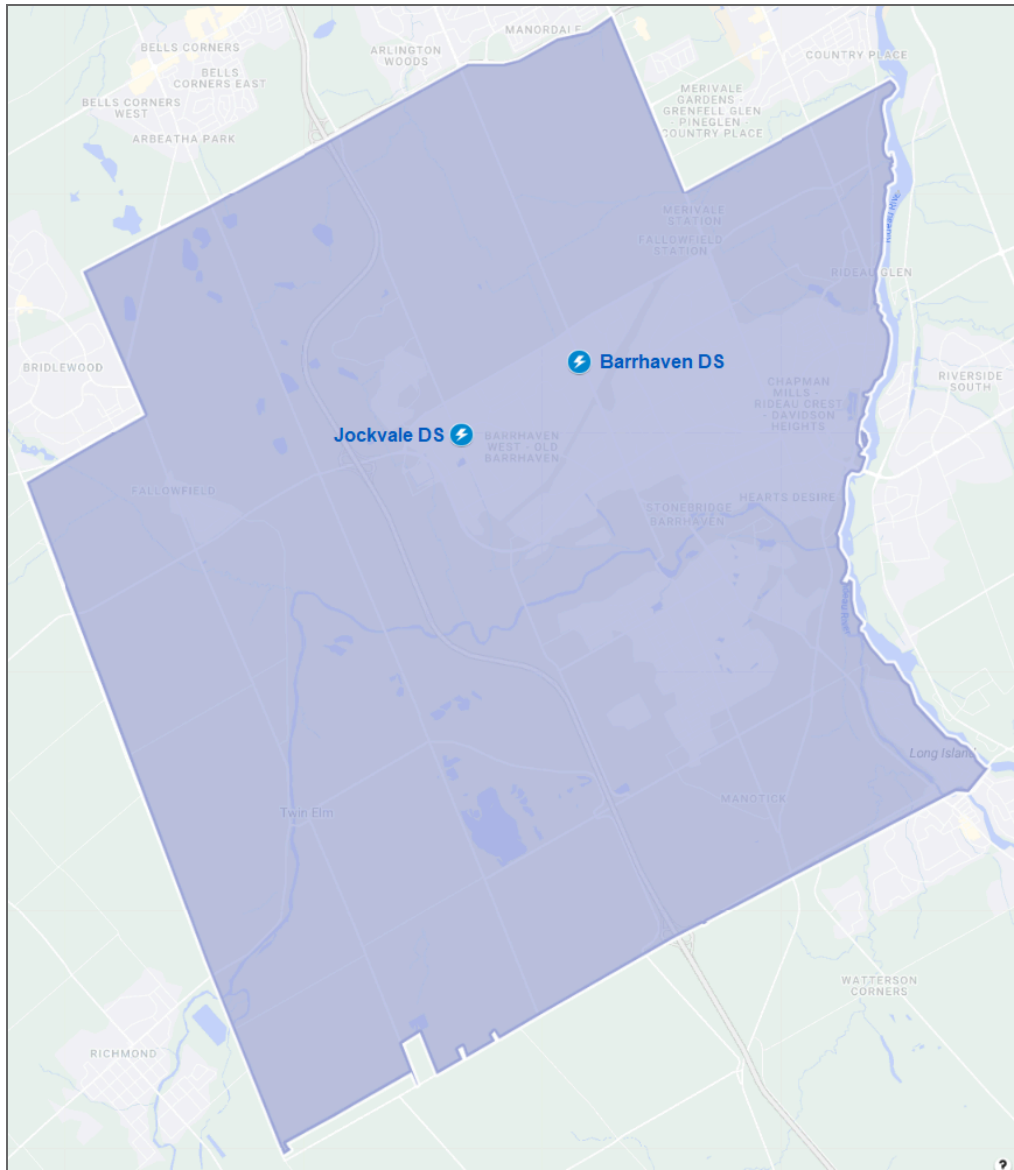 MANORDALE
BELLS CORNERS
ARLINGTON
WOODS
COUNTRY PLACE
BELLS
CORNERS EAST
MERIVALE
GARDENS -
GRENFELL GLEN
- PINEGLEN -
COUNTRY PLACE
BELLS CORNERS
WEST
ARBEATHA PARK
MERIVALE
STATION
FALLOWFIELD
STATION
RIDEAU GLEN
BRIDLEWOOD
Barrhaven DS
RIVERSIDE
SOUTH
CHAPMAN
MILLS -
RIDEAU CREST
- DAVIDSON
HEIGHTS
Jockvale DS
BARRHAVEN
WEST - OLD
BARRHAVEN
FALLOWFIELD
HEARTS DESIRE
STONEBRIDGE
BARRHAVEN
Long Island
MANOTICK
Twin Elm
WATTERSON
CORNERS
RICHMOND
?